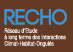 RECHO
Réseau d'Etude
à long terme des Interactions
Climat-Habitat-Ongulés